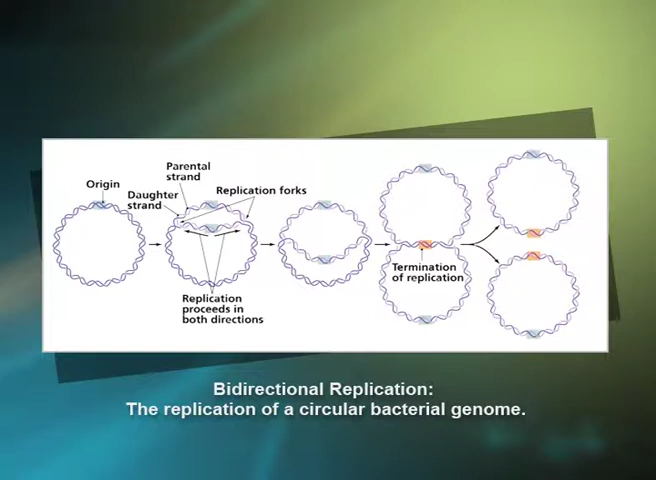 Origin
Parental
strand
Daughter
strand
Replication forks
Replication
proceeds in
both directions
Termination
of replication
Bidirectional Replication:
The replication of a circular bacterial genome.